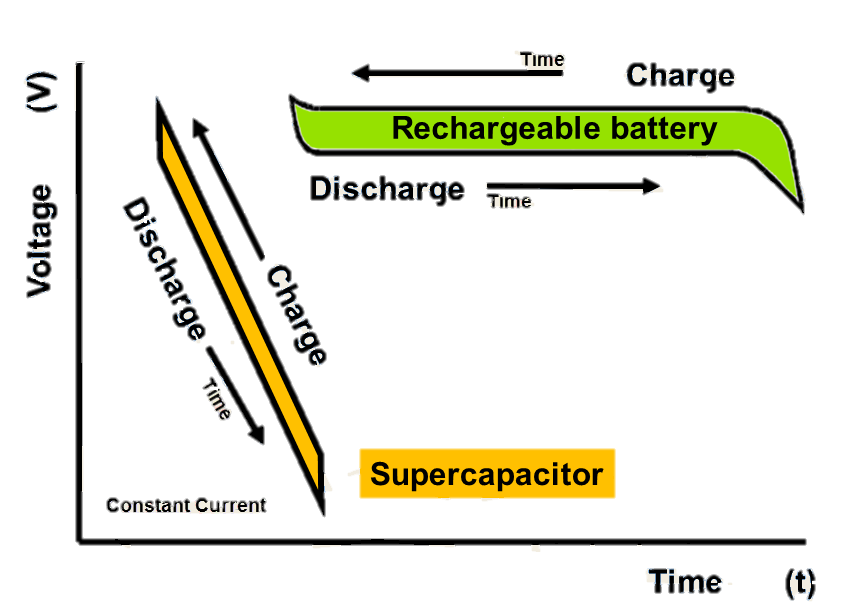 Time
Charge
(V)
Rechargeable battery
Discharge
Time
Voltage
Discharge
Charge
Time
Supercapacitor
Constant Current
Time (t)